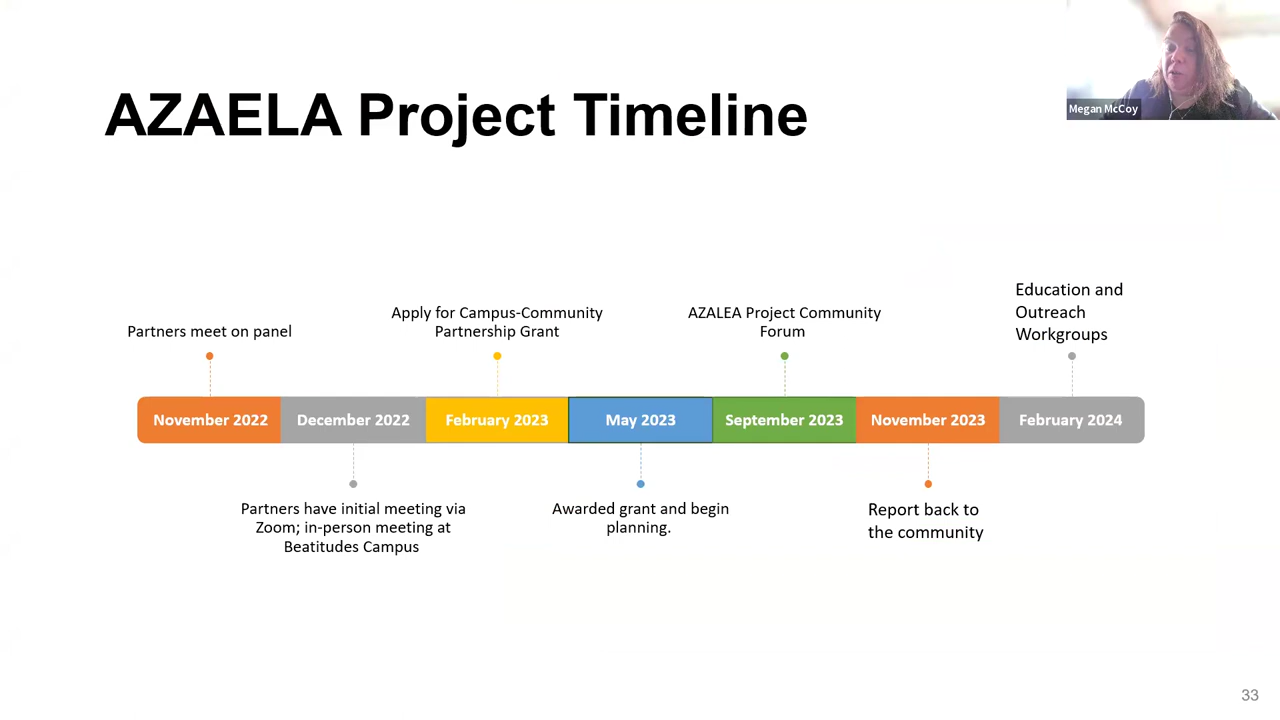 AZAELA Project Timeline
Megan McCoy
Partners meet on panel
Apply for Campus-Community
Partnership Grant
AZALEA Project Community
Forum
Education and
Outreach
Workgroups
November 2022
December 2022
February 2023
May 2023
September 2023
November 2023
February 2024
Partners have initial meeting via
Zoom; in-person meeting at
Beatitudes Campus
Awarded grant and begin
planning.
Report back to
the community
33